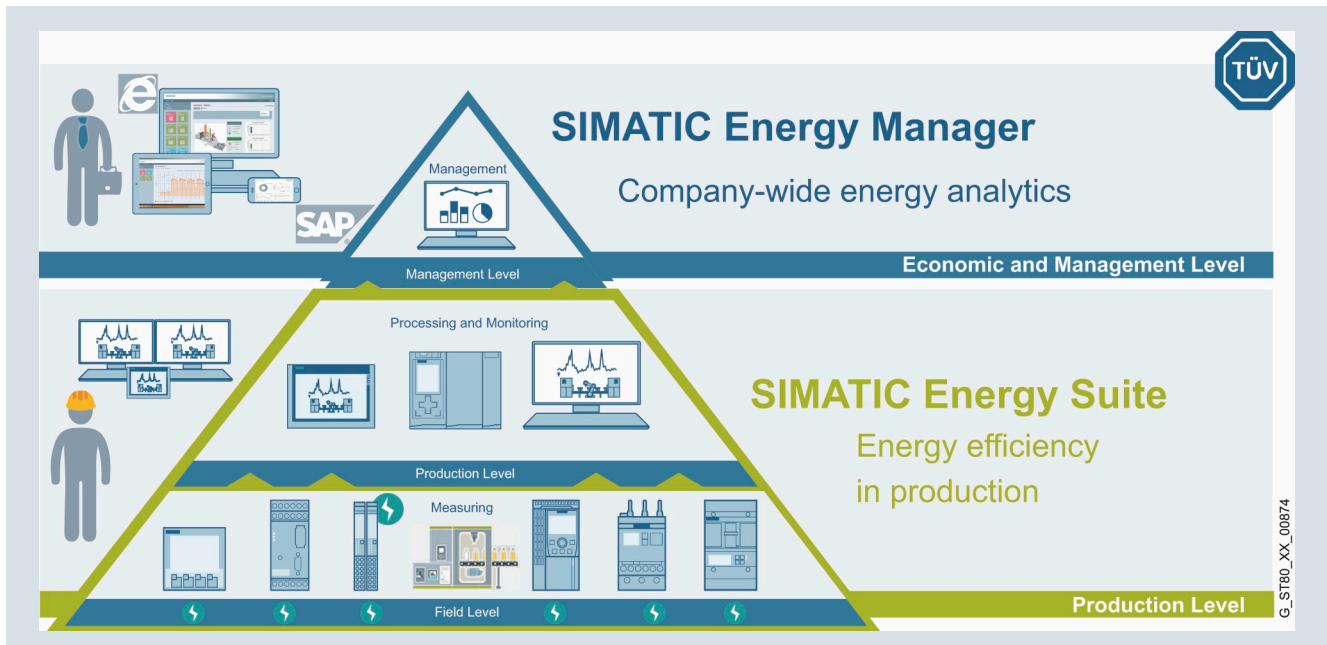 TÜV
SIMATIC Energy Manager
Company-wide energy analytics
Management
SAP
Management Level
Economic and Management Level
Processing and Monitoring
SIMATIC Energy Suite
Energy efficiency
in production
Production Level
Measuring
Field Level
Production Level
G_ST80_XX_00874